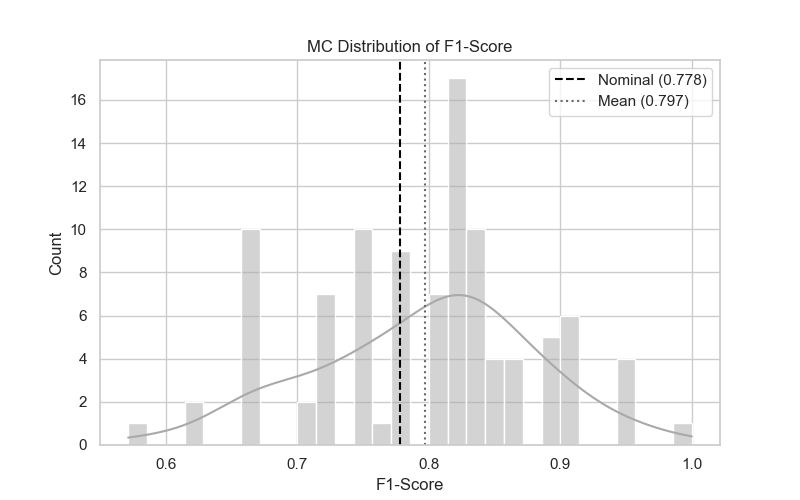 MC Distribution of F1-Score
Nominal (0.778)
Mean (0.797)
Count
16
14
12
10
8
6
4
2
0
0.6 0.7 0.8 0.9 1.0
F1-Score